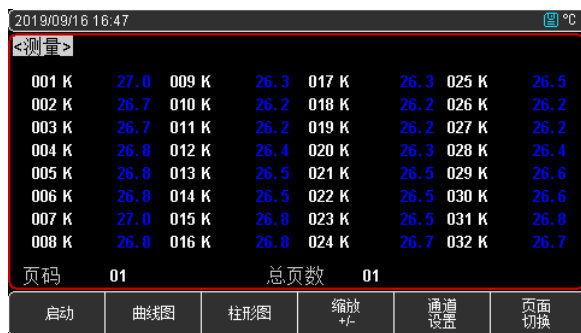 2019/09/16 16:47 °C
<测量>
001 K 27.0 009 K 26.3 017 K 26.3 025 K 26.5
002 K 26.7 010 K 26.2 018 K 26.2 026 K 26.2
003 K 26.7 011 K 26.2 019 K 26.2 027 K 26.2
004 K 26.8 012 K 26.4 020 K 26.3 028 K 26.4
005 K 26.8 013 K 26.5 021 K 26.5 029 K 26.6
006 K 26.8 014 K 26.5 022 K 26.5 030 K 26.6
007 K 27.0 015 K 26.8 023 K 26.5 031 K 26.8
008 K 26.8 016 K 26.8 024 K 26.7 032 K 26.7
页码 01 总页数 01
启动 曲线图 柱形图 缩放 通道 页面
+/- 设置 切换